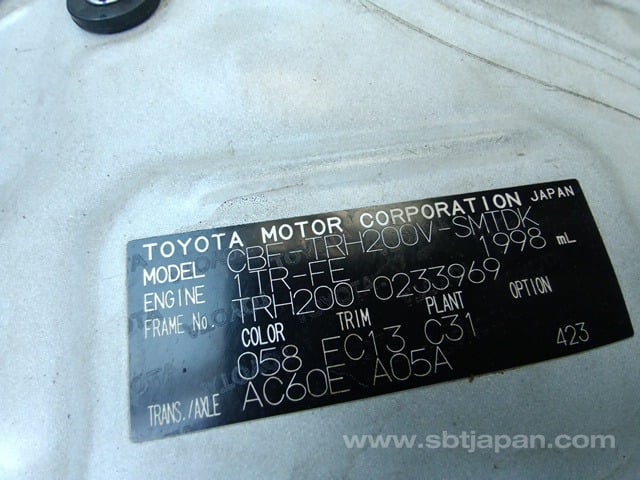 TOYOTA MOTOR CORPORATION JAPAN
MODEL CBF-TRH200V-SMTDK
ENGINE 1TR-FE 1998 mL
FRAME No. TRH200-0233969
COLOR TRIM PLANT OPTION
058 FC13 C31
TRANS./AXLE AC60E A05A 423
www.sbtjapan.com